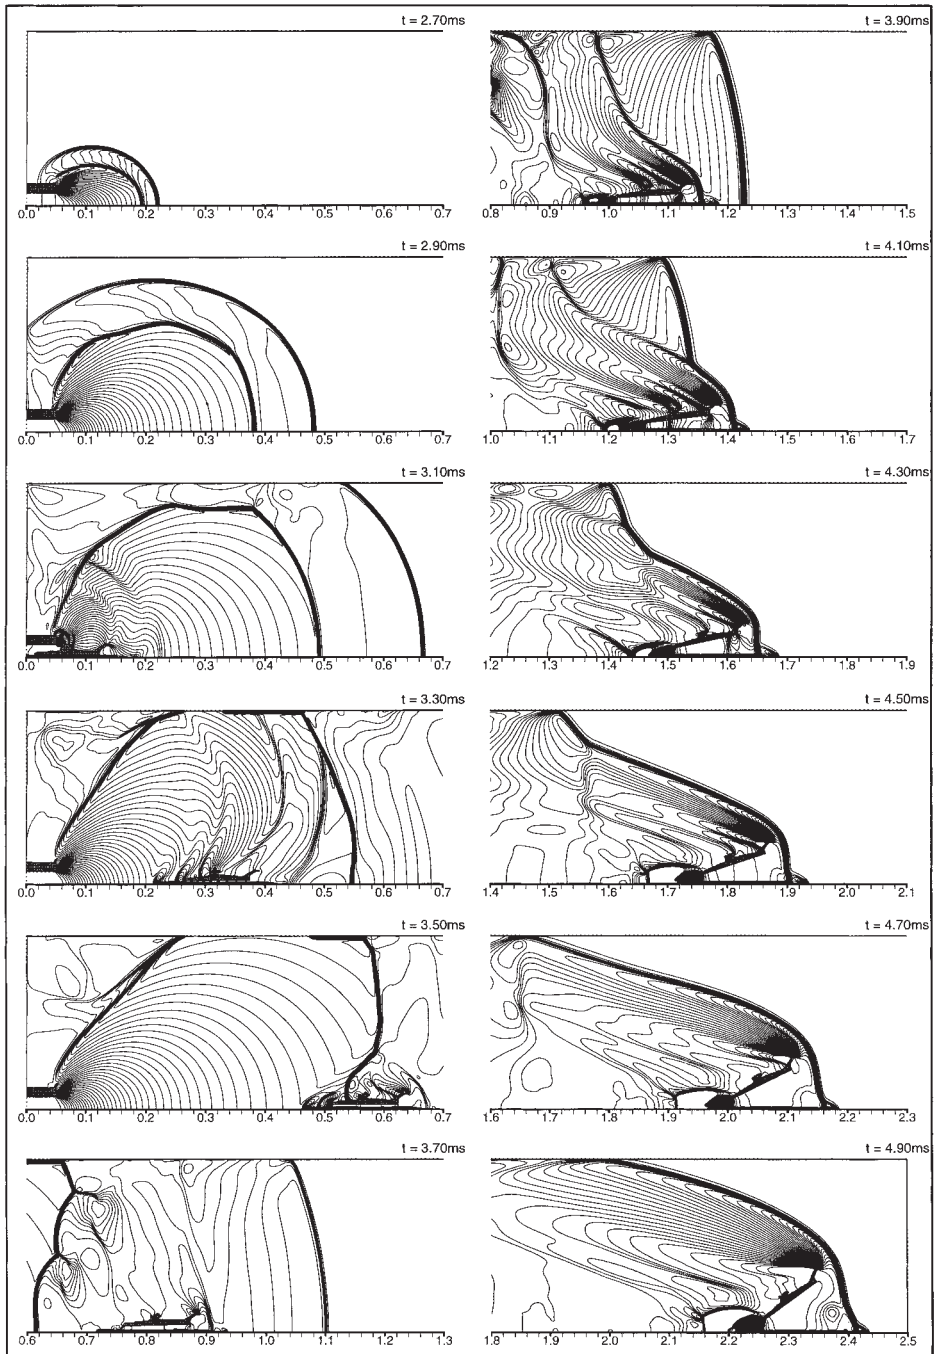 t = 2.70ms
0.0 0.1 0.2 0.3 0.4 0.5 0.6 0.7
t = 2.90ms
0.0 0.1 0.2 0.3 0.4 0.5 0.6 0.7
t = 3.10ms
0.0 0.1 0.2 0.3 0.4 0.5 0.6 0.7
t = 3.30ms
0.0 0.1 0.2 0.3 0.4 0.5 0.6 0.7
t = 3.50ms
0.0 0.1 0.2 0.3 0.4 0.5 0.6 0.7
t = 3.70ms
0.6 0.7 0.8 0.9 1.0 1.1 1.2 1.3
t = 3.90ms
0.8 0.9 1.0 1.1 1.2 1.3 1.4 1.5
t = 4.10ms
1.0 1.1 1.2 1.3 1.4 1.5 1.6 1.7
t = 4.30ms
1.2 1.3 1.4 1.5 1.6 1.7 1.8 1.9
t = 4.50ms
1.4 1.5 1.6 1.7 1.8 1.9 2.0 2.1
t = 4.70ms
1.6 1.7 1.8 1.9 2.0 2.1 2.2 2.3
t = 4.90ms
1.8 1.9 2.0 2.1 2.2 2.3 2.4 2.5